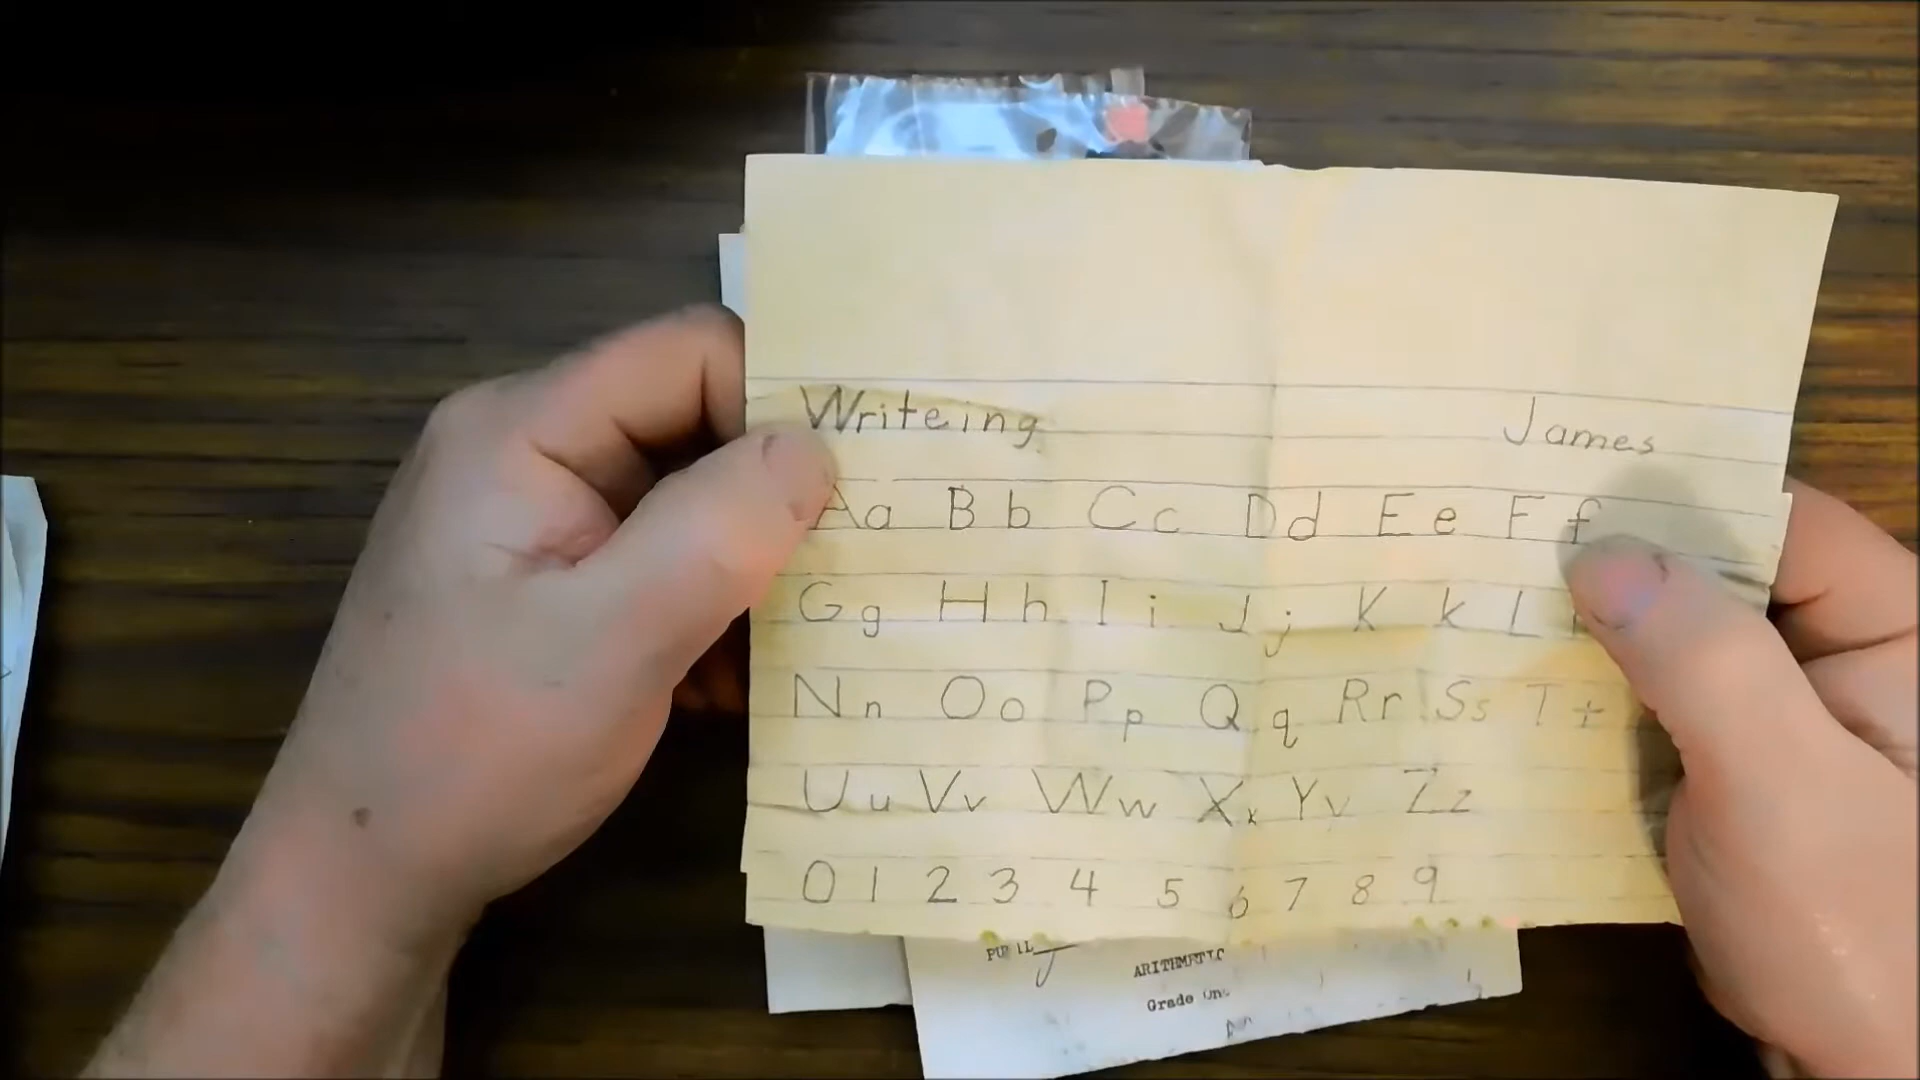 Writeing James
Aa Bb Cc Dd Ee Ff
Gg Hh Ii Jj Kk L
Nn Oo Pp Qq Rr Ss Tt
Uu Vv Ww Xx Yy Zz
0 1 2 3 4 5 6 7 8 9
PUPIL
ARITHMETIC
Grade One